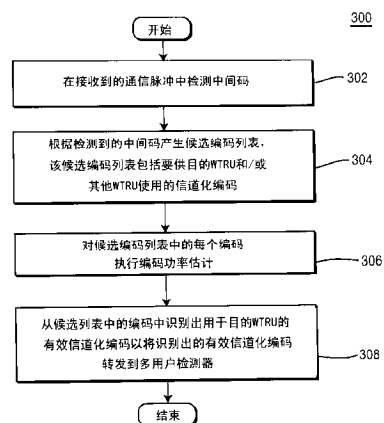 300
开始
在接收到的通信脉冲中检测中间码
302
根据检测到的中间码产生候选编码列表，
该候选编码列表包括要供目的WTRU和/或
其他WTRU使用的信道化编码
304
对候选编码列表中的每个编码
执行编码功率估计
306
从候选列表中的编码中识别出用于目的WTRU的
有效信道化编码以将识别出的有效信道化编码
转发到多用户检测器
308
结束